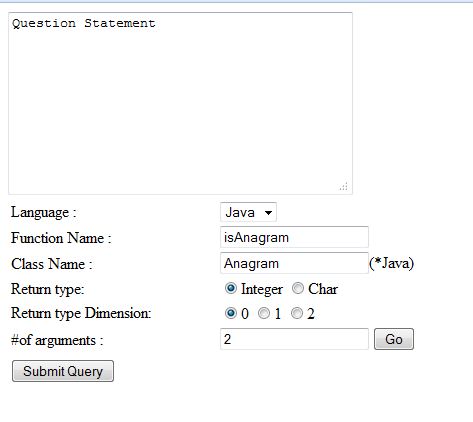 Question Statement
Language : Java
Function Name : isAnagram
Class Name : Anagram (*Java)
Return type: Integer Char
Return type Dimension: 0 1 2
#of arguments : 2 Go
Submit Query